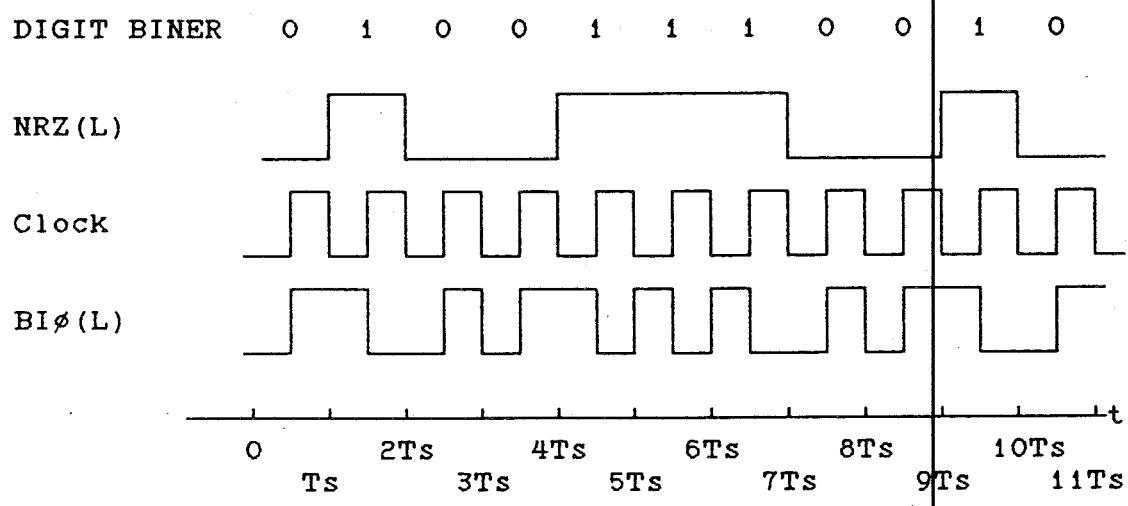 DIGIT BINER 0 1 0 0 1 1 1 0 0 1 0
NRZ(L)
Clock
BIø(L)
t
0 2Ts 4Ts 6Ts 8Ts 10Ts
Ts 3Ts 5Ts 7Ts 9Ts 11Ts